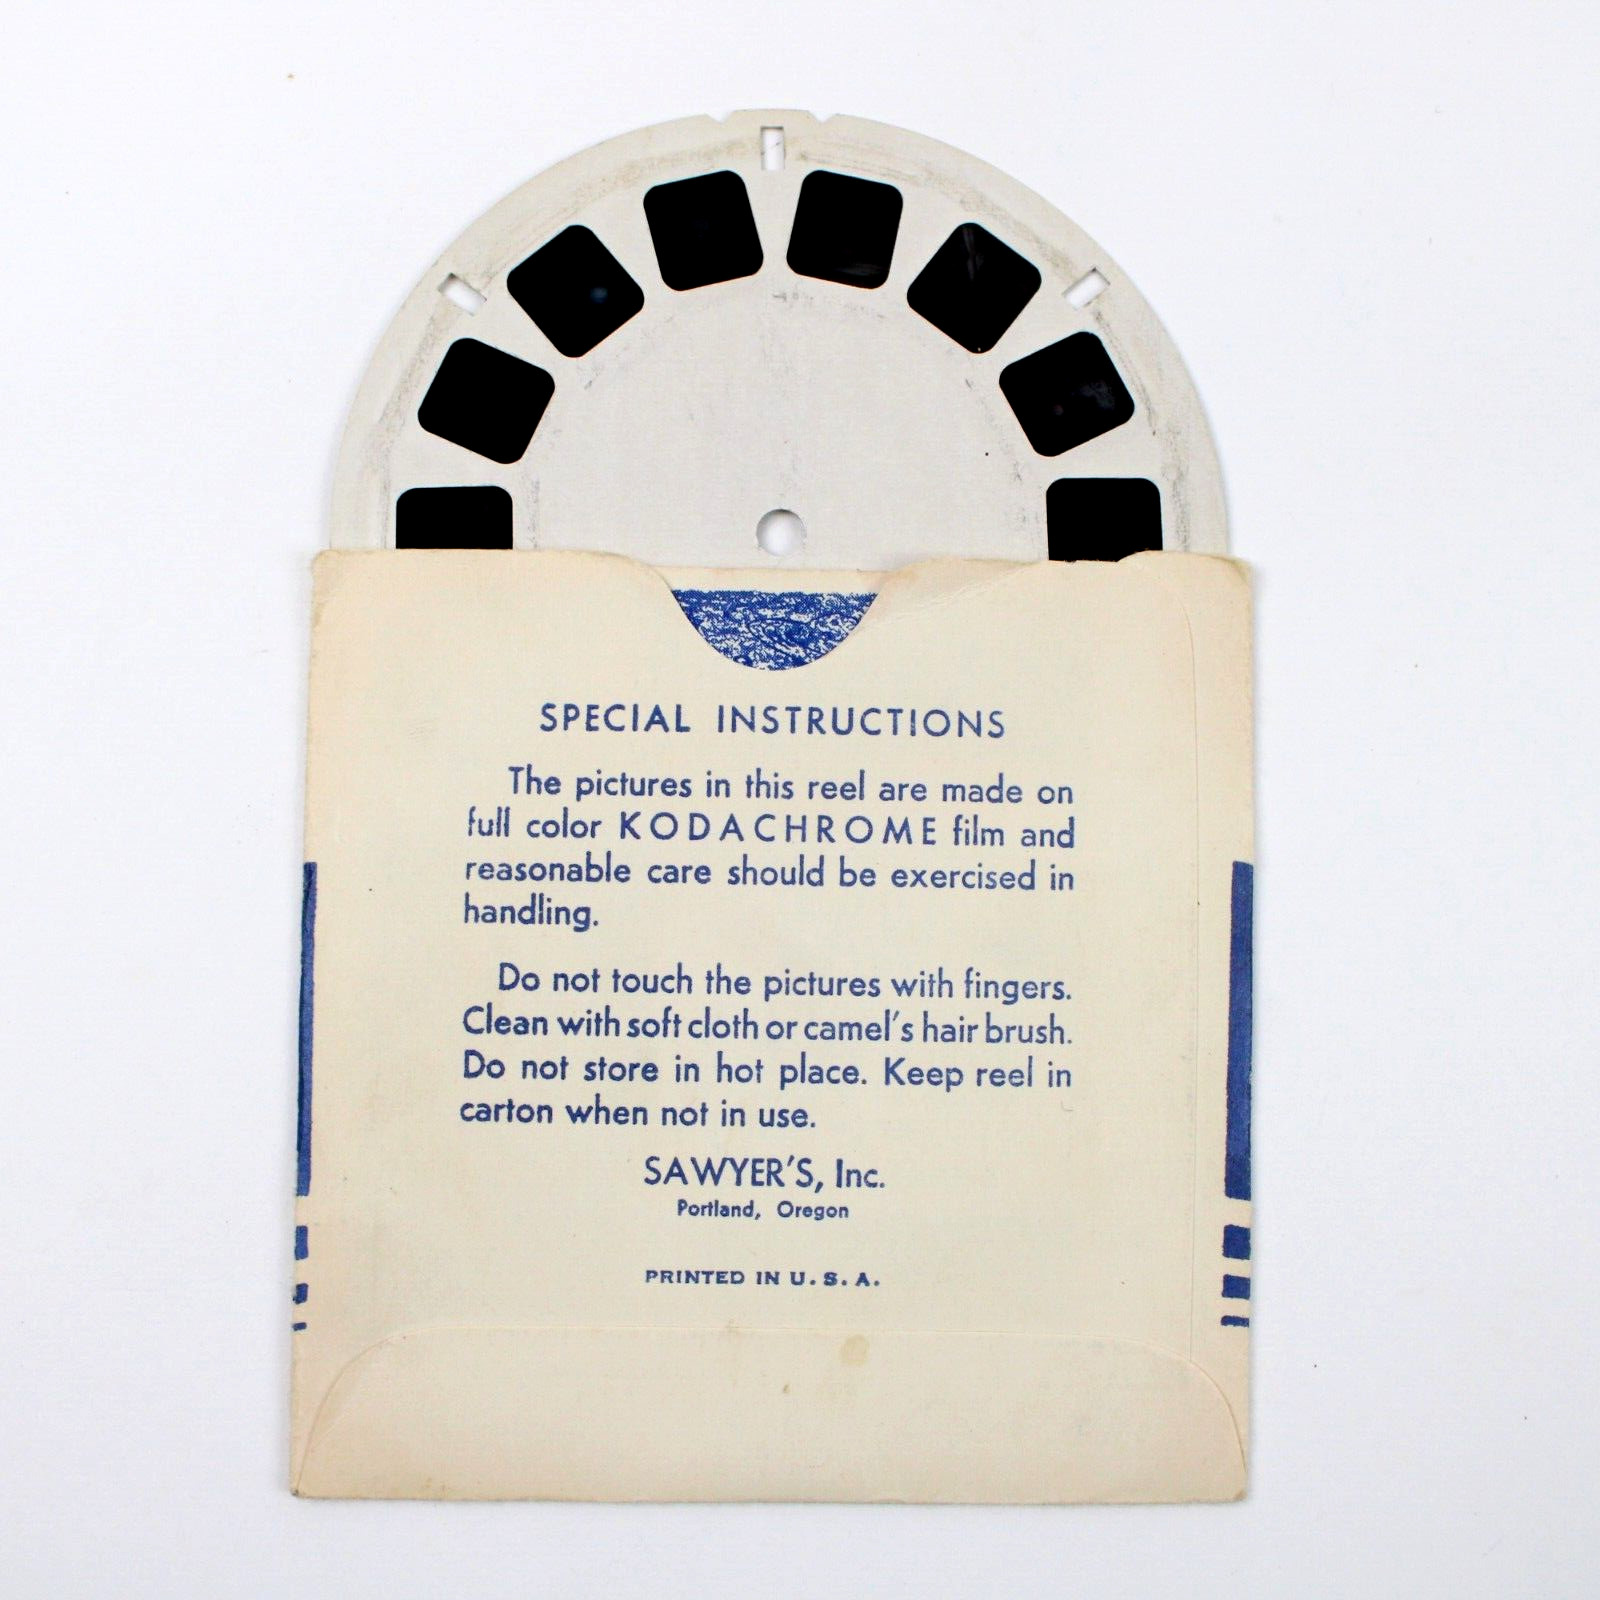 SPECIAL INSTRUCTIONS
The pictures in this reel are made on
full color KODACHROME film and
reasonable care should be exercised in
handling.
Do not touch the pictures with fingers.
Clean with soft cloth or camel's hair brush.
Do not store in hot place. Keep reel in
carton when not in use.
SAWYER'S, Inc.
Portland, Oregon
PRINTED IN U. S. A.